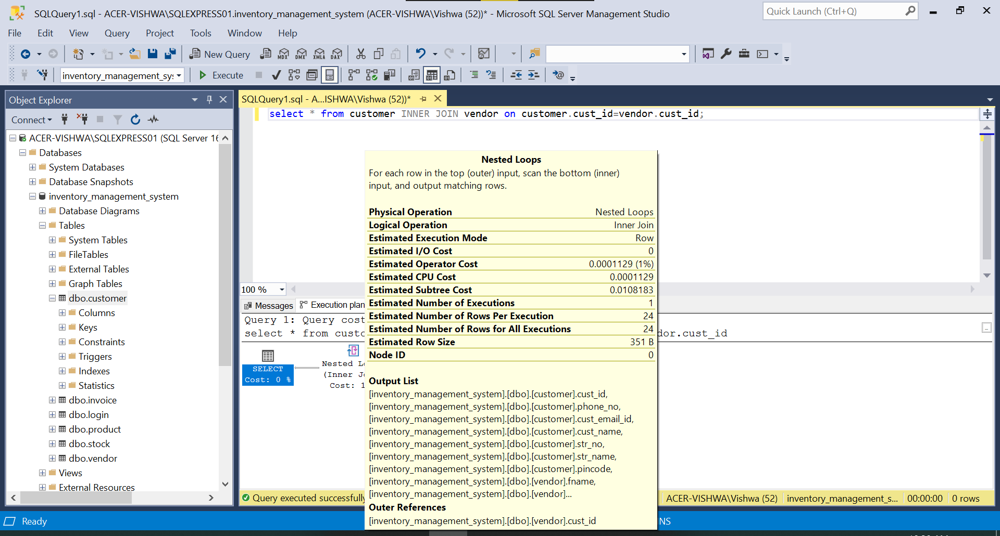 SQLQuery1.sql - ACER-VISHWA\SQLEXPRESS01.inventory_management_system (ACER-VISHWA\Vishwa (52))* - Microsoft SQL Server Management Studio
Quick Launch (Ctrl+Q)
File Edit View Query Project Tools Window Help
New Query MDX DMX XMLA DAX
inventory_management_sys Execute
Object Explorer
Connect
ACER-VISHWA\SQLEXPRESS01 (SQL Server 16
Databases
System Databases
Database Snapshots
inventory_management_system
Database Diagrams
Tables
System Tables
FileTables
External Tables
Graph Tables
dbo.customer
Columns
Keys
Constraints
Triggers
Indexes
Statistics
dbo.invoice
dbo.login
dbo.product
dbo.stock
dbo.vendor
Views
External Resources
SQLQuery1.sql - A...ISHWA\Vishwa (52))*
select * from customer INNER JOIN vendor on customer.cust_id=vendor.cust_id;
100 %
Messages Execution plan
Query 1: Query cost
select * from custo dor.cust_id
SELECT
Cost: 0 %
Nested Lo
(Inner Jo
Cost: 1
Nested Loops
For each row in the top (outer) input, scan the bottom (inner)
input, and output matching rows.
Physical Operation Nested Loops
Logical Operation Inner Join
Estimated Execution Mode Row
Estimated I/O Cost 0
Estimated Operator Cost 0.0001129 (1%)
Estimated CPU Cost 0.0001129
Estimated Subtree Cost 0.0108183
Estimated Number of Executions 1
Estimated Number of Rows Per Execution 24
Estimated Number of Rows for All Executions 24
Estimated Row Size 351 B
Node ID 0
Output List
[inventory_management_system].[dbo].[customer].cust_id,
[inventory_management_system].[dbo].[customer].phone_no,
[inventory_management_system].[dbo].[customer].cust_email_id,
[inventory_management_system].[dbo].[customer].cust_name,
[inventory_management_system].[dbo].[customer].str_no,
[inventory_management_system].[dbo].[customer].str_name,
[inventory_management_system].[dbo].[customer].pincode,
[inventory_management_system].[dbo].[vendor].fname,
[inventory_management_system].[dbo].[vendor]...
Outer References
[inventory_management_system].[dbo].[vendor].cust_id
Query executed successfully
ACER-VISHWA\Vishwa (52) inventory_management_s... 00:00:00 0 rows
Ready
NS